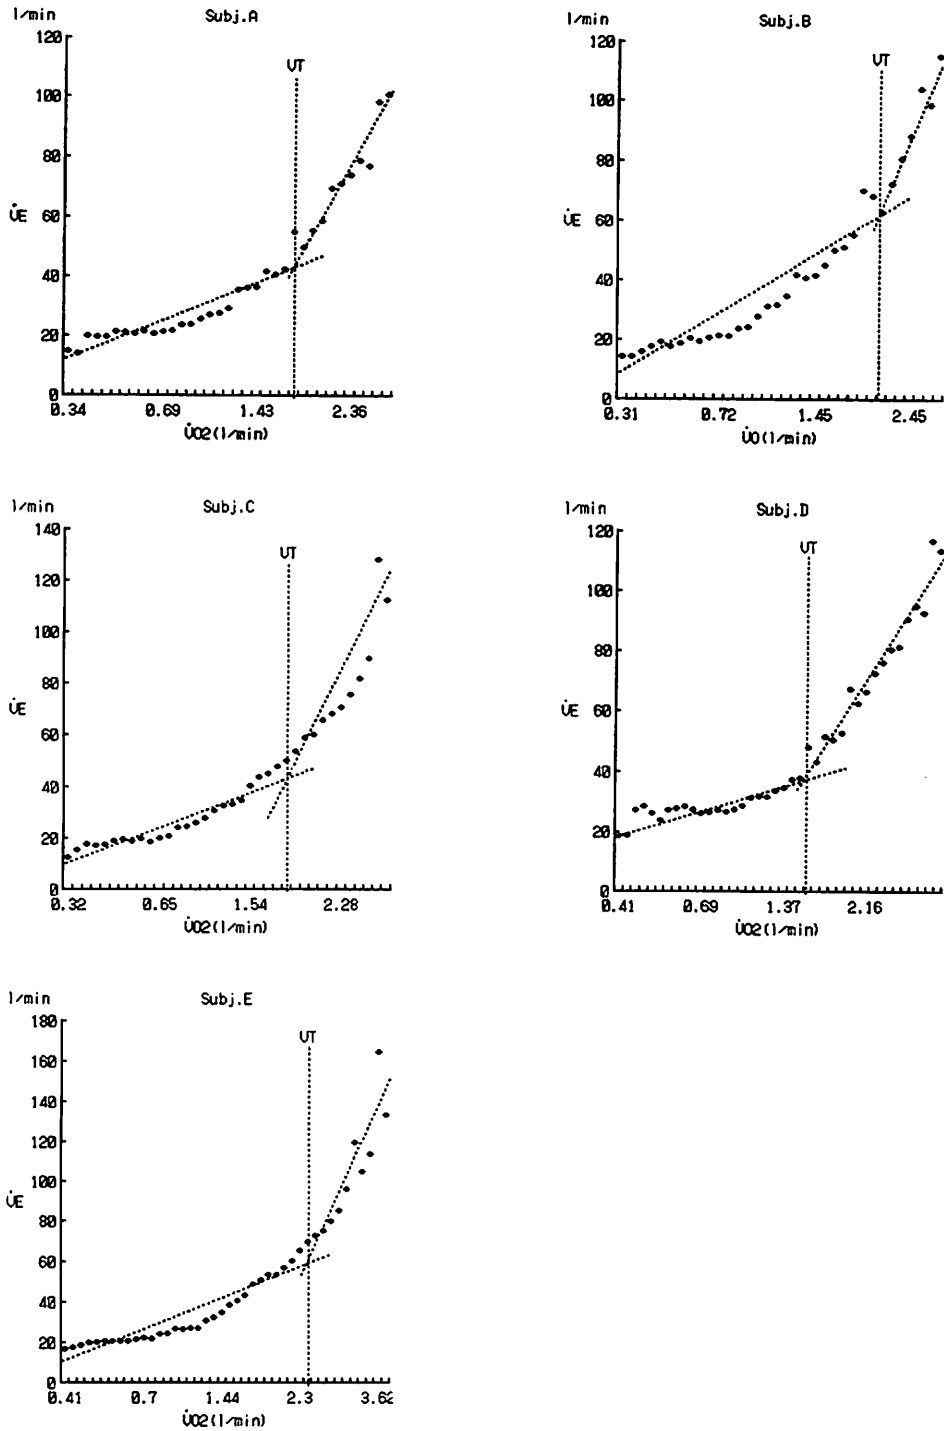 l/min Subj.A
120
100
80
60
40
20
0
V̇E
VT
0.34 0.69 1.43 2.36
V̇O2(l/min)
l/min Subj.B
120
100
80
60
40
20
0
V̇E
VT
0.31 0.72 1.45 2.45
V̇O(l/min)
l/min Subj.C
140
120
100
80
60
40
20
0
V̇E
VT
0.32 0.65 1.54 2.28
V̇O2(l/min)
l/min Subj.D
120
100
80
60
40
20
0
V̇E
VT
0.41 0.69 1.37 2.16
V̇O2(l/min)
l/min Subj.E
180
160
140
120
100
80
60
40
20
0
V̇E
VT
0.41 0.7 1.44 2.3 3.62
V̇O2(l/min)